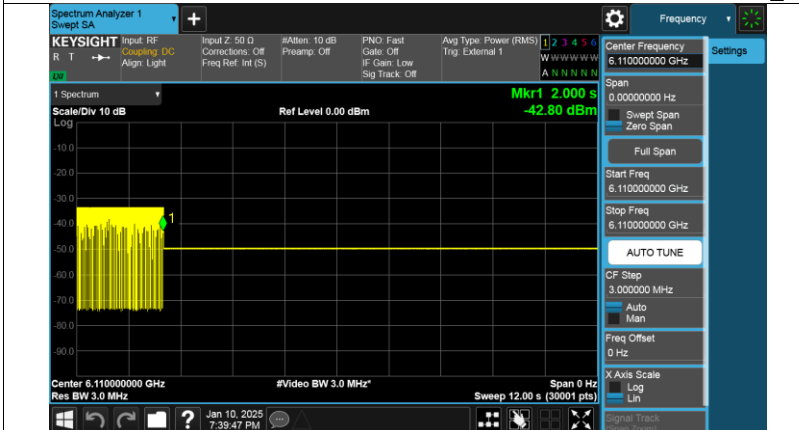 Spectrum Analyzer 1
Swept SA
Frequency
KEYSIGHT
R T
LXI
Input: RF
Coupling: DC
Align: Light
Input Z: 50 Ω
Corrections: Off
Freq Ref: Int (S)
#Atten: 10 dB
Preamp: Off
PNO: Fast
Gate: Off
IF Gain: Low
Sig Track: Off
Avg Type: Power (RMS)
Trig: External 1
1 2 3 4 5 6
W W W W W W
A N N N N N
Center Frequency
6.110000000 GHz
Settings
Span
0.00000000 Hz
Swept Span
Zero Span
Full Span
Start Freq
6.110000000 GHz
Stop Freq
6.110000000 GHz
AUTO TUNE
CF Step
3.000000 MHz
Auto
Man
Freq Offset
0 Hz
X Axis Scale
Log
Lin
Signal Track
(Span Zoom)
1 Spectrum
Mkr1 2.000 s
Scale/Div 10 dB
Ref Level 0.00 dBm
-42.80 dBm
Log
-10.0
-20.0
-30.0
-40.0
-50.0
-60.0
-70.0
-80.0
-90.0
1
Center 6.110000000 GHz
#Video BW 3.0 MHz*
Span 0 Hz
Res BW 3.0 MHz
Sweep 12.00 s (30001 pts)
?
Jan 10, 2025
7:39:47 PM